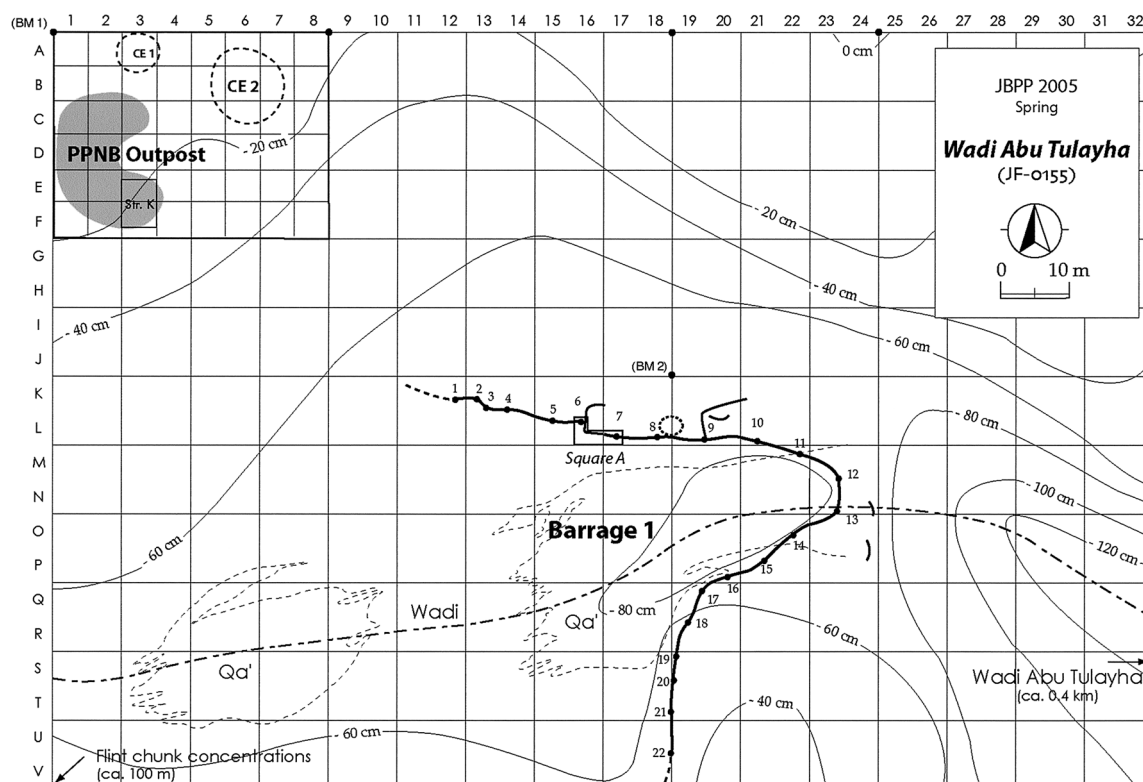 (BM 1) 1 2 3 4 5 6 7 8 9 10 11 12 13 14 15 16 17 18 19 20 21 22 23 24 25 26 27 28 29 30 31 32
A
B
C
D
E
F
G
H
I
J
K
L
M
N
O
P
Q
R
S
T
U
V
CE 1
CE 2
PPNB Outpost
Str. K
- 20 cm
0 cm
JBPP 2005
Spring
Wadi Abu Tulayha
(JF-0155)
0 10 m
- 20 cm
- 40 cm
- 40 cm
- 60 cm
(BM 2)
1 2 3 4 5 6 7 8 9 10 11 12 13 14 15 16 17 18 19 20 21 22
Square A
- 80 cm
- 100 cm
- 120 cm
Barrage 1
- 60 cm
- 80 cm
Wadi
Qa'
Qa'
- 60 cm
Wadi Abu Tulayha
(ca. 0.4 km)
- 40 cm
- 60 cm
Flint chunk concentrations
(ca. 100 m)